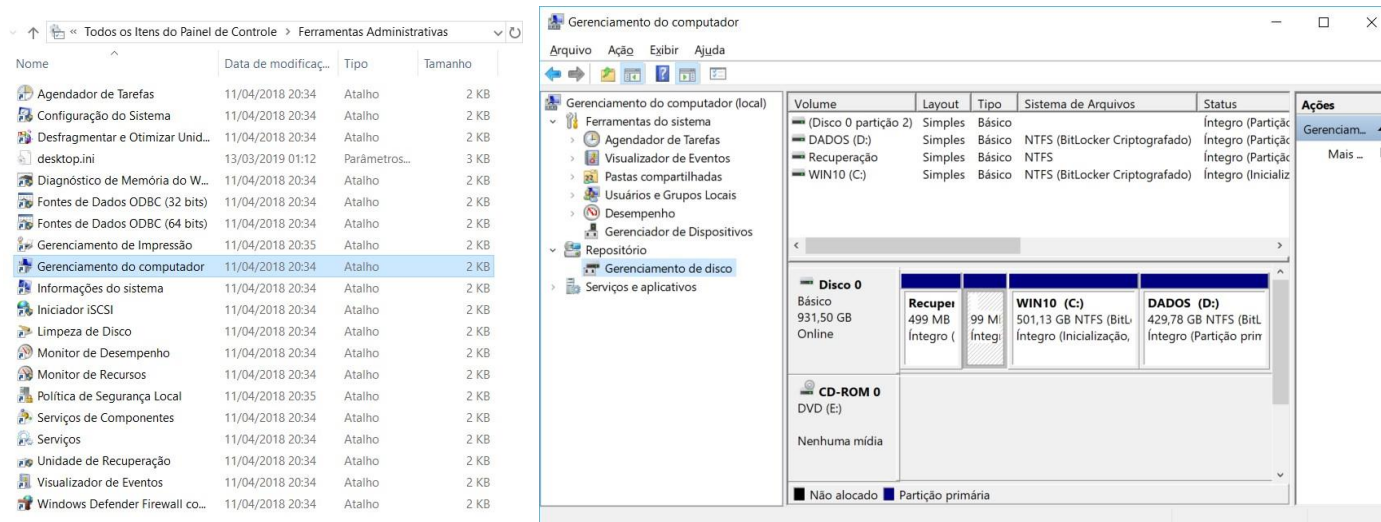 « Todos os Itens do Painel de Controle > Ferramentas Administrativas
Nome Data de modificaç... Tipo Tamanho
Agendador de Tarefas 11/04/2018 20:34 Atalho 2 KB
Configuração do Sistema 11/04/2018 20:34 Atalho 2 KB
Desfragmentar e Otimizar Unid... 11/04/2018 20:34 Atalho 2 KB
desktop.ini 13/03/2019 01:12 Parâmetros... 3 KB
Diagnóstico de Memória do W... 11/04/2018 20:34 Atalho 2 KB
Fontes de Dados ODBC (32 bits) 11/04/2018 20:34 Atalho 2 KB
Fontes de Dados ODBC (64 bits) 11/04/2018 20:34 Atalho 2 KB
Gerenciamento de Impressão 11/04/2018 20:35 Atalho 2 KB
Gerenciamento do computador 11/04/2018 20:34 Atalho 2 KB
Informações do sistema 11/04/2018 20:34 Atalho 2 KB
Iniciador iSCSI 11/04/2018 20:34 Atalho 2 KB
Limpeza de Disco 11/04/2018 20:34 Atalho 2 KB
Monitor de Desempenho 11/04/2018 20:34 Atalho 2 KB
Monitor de Recursos 11/04/2018 20:34 Atalho 2 KB
Política de Segurança Local 11/04/2018 20:35 Atalho 2 KB
Serviços de Componentes 11/04/2018 20:34 Atalho 2 KB
Serviços 11/04/2018 20:34 Atalho 2 KB
Unidade de Recuperação 11/04/2018 20:34 Atalho 2 KB
Visualizador de Eventos 11/04/2018 20:34 Atalho 2 KB
Windows Defender Firewall co... 11/04/2018 20:34 Atalho 2 KB
Gerenciamento do computador
Arquivo Ação Exibir Ajuda
Gerenciamento do computador (local)
Ferramentas do sistema
Agendador de Tarefas
Visualizador de Eventos
Pastas compartilhadas
Usuários e Grupos Locais
Desempenho
Gerenciador de Dispositivos
Repositório
Gerenciamento de disco
Serviços e aplicativos
Volume Layout Tipo Sistema de Arquivos Status
(Disco 0 partição 2) Simples Básico Íntegro (Partiçãc
DADOS (D:) Simples Básico NTFS (BitLocker Criptografado) Íntegro (Partiçãc
Recuperação Simples Básico NTFS Íntegro (Partiçãc
WIN10 (C:) Simples Básico NTFS (BitLocker Criptografado) Íntegro (Inicializ
Disco 0
Básico
931,50 GB
Online
Recuper
499 MB
Íntegro (
99 M
Íntegr
WIN10 (C:)
501,13 GB NTFS (BitL
Íntegro (Inicialização,
DADOS (D:)
429,78 GB NTFS (BitL
Íntegro (Partição prim
CD-ROM 0
DVD (E:)
Nenhuma mídia
Não alocado Partição primária
Ações
Gerenciam...
Mais ...